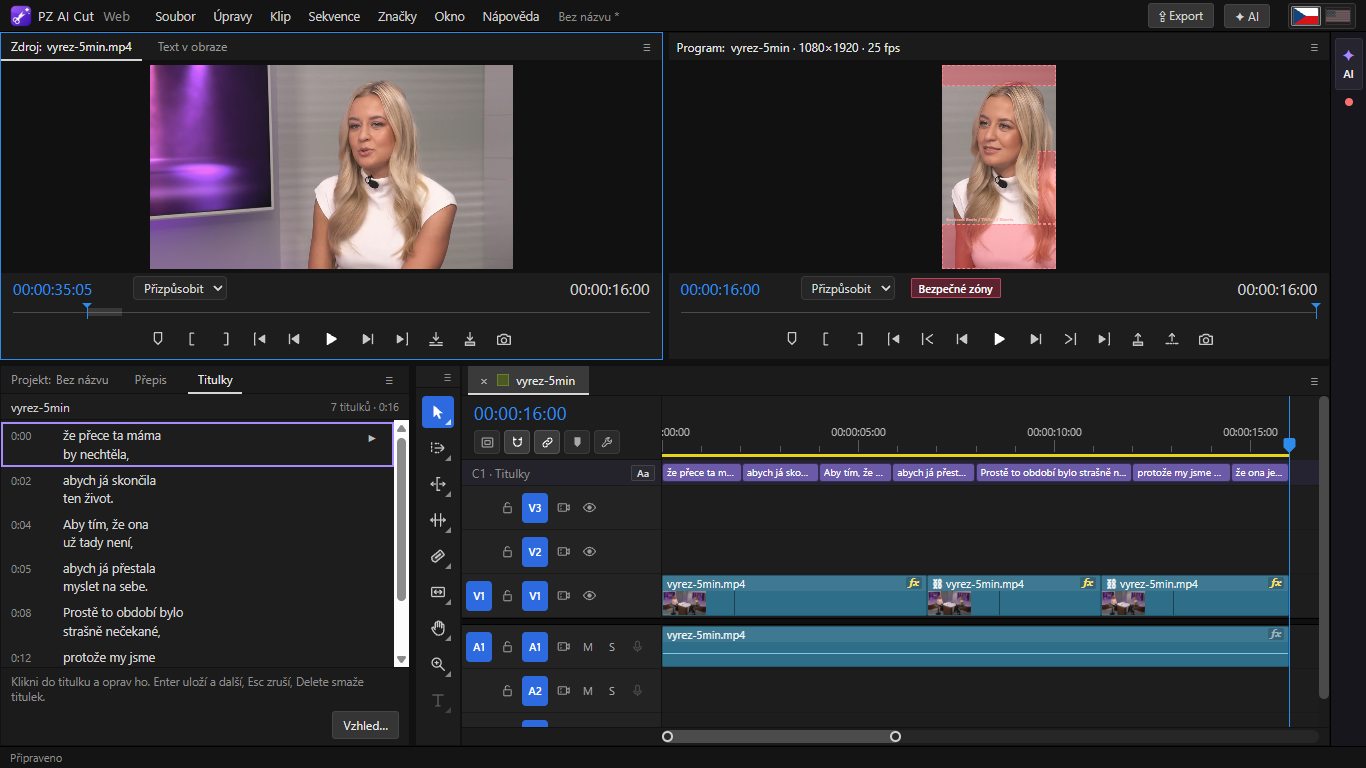 PZ AI Cut Web Soubor Úpravy Klip Sekvence Značky Okno Nápověda Bez názvu * Export AI
Zdroj: vyrez-5min.mp4 Text v obraze
Program: vyrez-5min · 1080×1920 · 25 fps
AI
00:00:35:05 Přizpůsobit 00:00:16:00
00:00:16:00 Přizpůsobit Bezpečné zóny 00:00:16:00
Projekt: Bez názvu Přepis Titulky
vyrez-5min 7 titulků · 0:16
0:00 že přece ta máma
by nechtěla,
0:02 abych já skončila
ten život.
0:04 Aby tím, že ona
už tady není,
0:05 abych já přestala
myslet na sebe.
0:08 Prostě to období bylo
strašně nečekané,
0:12 protože my jsme
Klikni do titulku a oprav ho. Enter uloží a další, Esc zruší, Delete smaže
titulek.
Vzhled...
× vyrez-5min
00:00:16:00
:00:00 00:00:05:00 00:00:10:00 00:00:15:00
C1 · Titulky Aa že přece ta m... abych já sko... Aby tím, že ... abych já přest... Prostě to období bylo strašně n... protože my jsme ... že ona je...
V3
V2
V1 V1 vyrez-5min.mp4 fx vyrez-5min.mp4 fx vyrez-5min.mp4 fx
A1 A1 M S vyrez-5min.mp4 fx
A2 M S
Připraveno